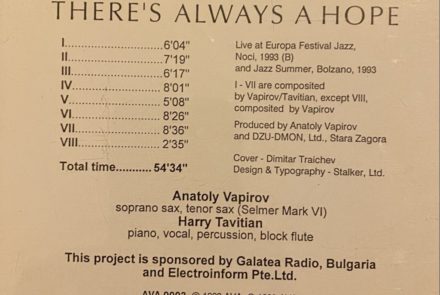 THERE'S ALWAYS A HOPE
I..........................6'04"
II.........................7'19"
III........................6'17"
IV.........................8'01"
V..........................5'08"
VI.........................8'26"
VII........................8'36"
VIII.......................2'35"
Total time........... 54'34"
Live at Europa Festival Jazz,
Noci, 1993 (B)
and Jazz Summer, Bolzano, 1993
I - VII are composited
by Vapirov/Tavitian, except VIII,
composited by Vapirov
Produced by Anatoly Vapirov
and DZU-DMON, Ltd., Stara Zagora
Cover - Dimitar Traichev
Design & Typography - Stalker, Ltd.
Anatoly Vapirov
soprano sax, tenor sax (Selmer Mark VI)
Harry Tavitian
piano, vocal, percussion, block flute
This project is sponsored by Galatea Radio, Bulgaria
and Electroinform Pte.Ltd.